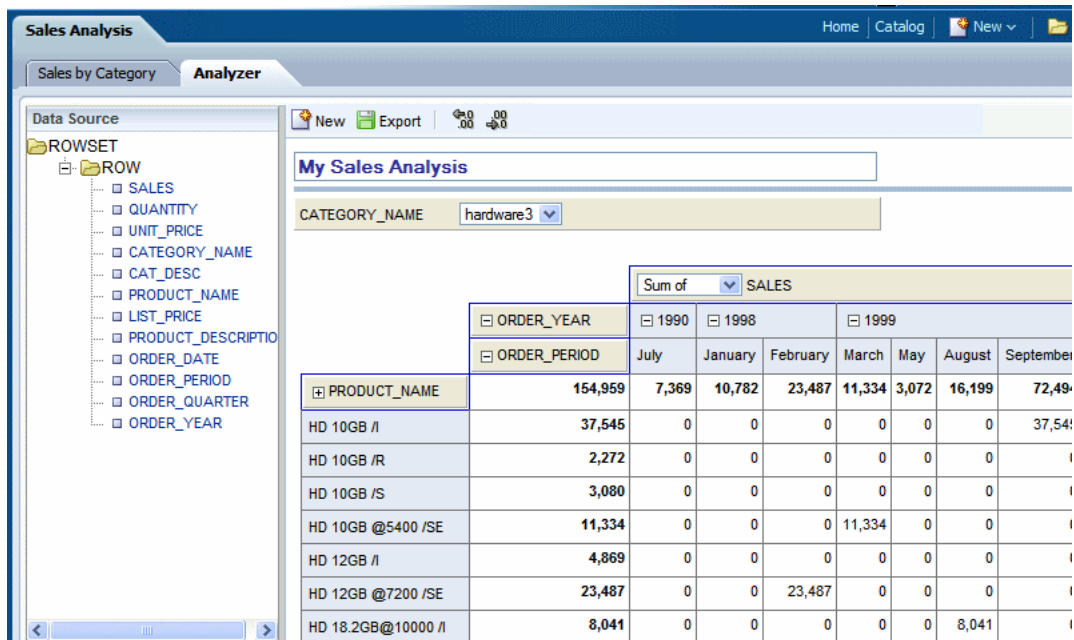 Sales Analysis
Home Catalog New
Sales by Category Analyzer
Data Source
ROWSET
ROW
SALES
QUANTITY
UNIT_PRICE
CATEGORY_NAME
CAT_DESC
PRODUCT_NAME
LIST_PRICE
PRODUCT_DESCRIPTIO
ORDER_DATE
ORDER_PERIOD
ORDER_QUARTER
ORDER_YEAR
New Export
My Sales Analysis
CATEGORY_NAME hardware3
Sum of SALES
ORDER_YEAR 1990 1998 1999
ORDER_PERIOD July January February March May August September
PRODUCT_NAME 154,959 7,369 10,782 23,487 11,334 3,072 16,199 72,494
HD 10GB /I 37,545 0 0 0 0 0 0 37,545
HD 10GB /R 2,272 0 0 0 0 0 0 0
HD 10GB /S 3,080 0 0 0 0 0 0 0
HD 10GB @5400 /SE 11,334 0 0 0 11,334 0 0 0
HD 12GB /I 4,869 0 0 0 0 0 0 0
HD 12GB @7200 /SE 23,487 0 0 23,487 0 0 0 0
HD 18.2GB@10000 /I 8,041 0 0 0 0 0 8,041 0